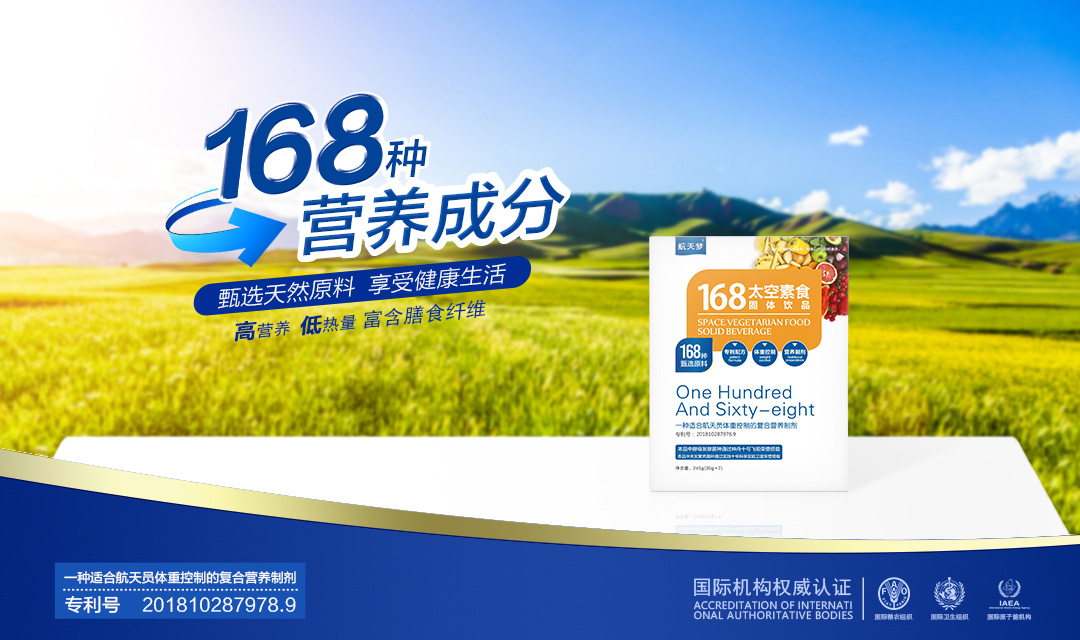 168种
营养成分
甄选天然原料 享受健康生活
高营养 低热量 富含膳食纤维
航天梦
168太空素食
固体饮品
SPACE VEGETARIAN FOOD
SOLID BEVERAGE
168种
甄选原料
专利配方
体重控制
营养制剂
One Hundred
And Sixty-eight
一种适合航天员体重控制的复合营养制剂
专利号：201810287978.9
净含量：245g(35g×7)
一种适合航天员体重控制的复合营养制剂
专利号 201810287978.9
国际机构权威认证
ACCREDITATION OF INTERNATI
ONAL AUTHORITATIVE BODIES
FAO
国际粮农组织
国际卫生组织
IAEA
国际原子能机构